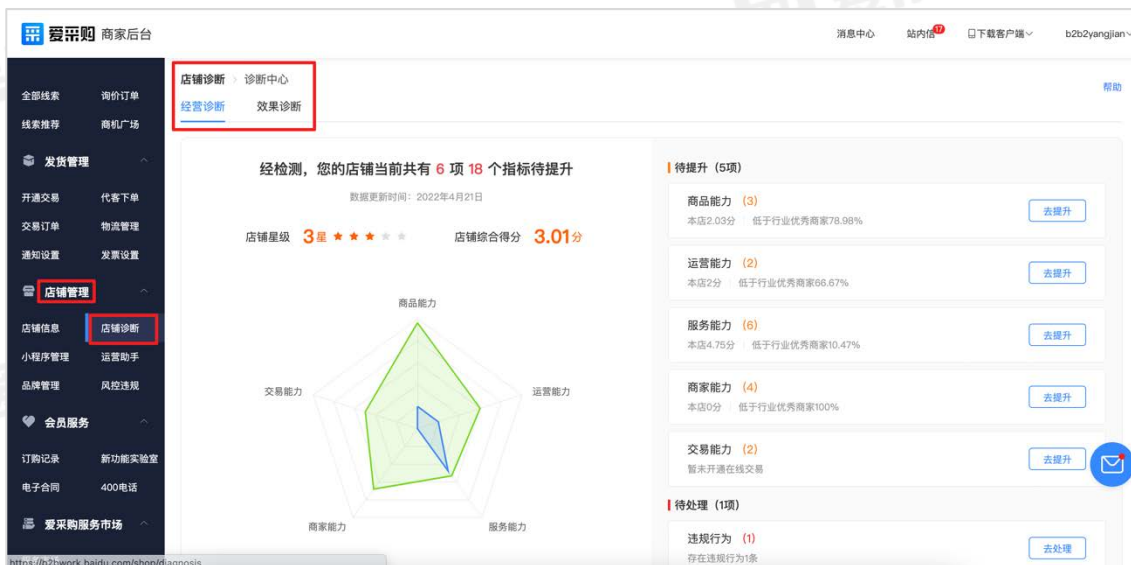 爱采购 商家后台
消息中心 站内信 17 下载客户端 b2b2yangjian
全部线索 询价订单
线索推荐 商机广场
发货管理
开通交易 代客下单
交易订单 物流管理
通知设置 发票设置
店铺管理
店铺信息 店铺诊断
小程序管理 运营助手
品牌管理 风控违规
会员服务
订购记录 新功能实验室
电子合同 400电话
爱采购服务市场
https://b2bwork.baidu.com/shop/diagnosis
店铺诊断 > 诊断中心
帮助
经营诊断 效果诊断
经检测，您的店铺当前共有 6 项 18 个指标待提升
数据更新时间：2022年4月21日
店铺星级 3星 ★ ★ ★ ★ ★ 店铺综合得分 3.01分
商品能力
交易能力 运营能力
商家能力 服务能力
待提升（5项）
商品能力 (3)
本店2.03分 低于行业优秀商家78.98%
去提升
运营能力 (2)
本店2分 低于行业优秀商家66.67%
去提升
服务能力 (6)
本店4.75分 低于行业优秀商家10.47%
去提升
商家能力 (4)
本店0分 低于行业优秀商家100%
去提升
交易能力 (2)
暂未开通在线交易
去提升
待处理（1项）
违规行为 (1)
存在违规行为1条
去处理